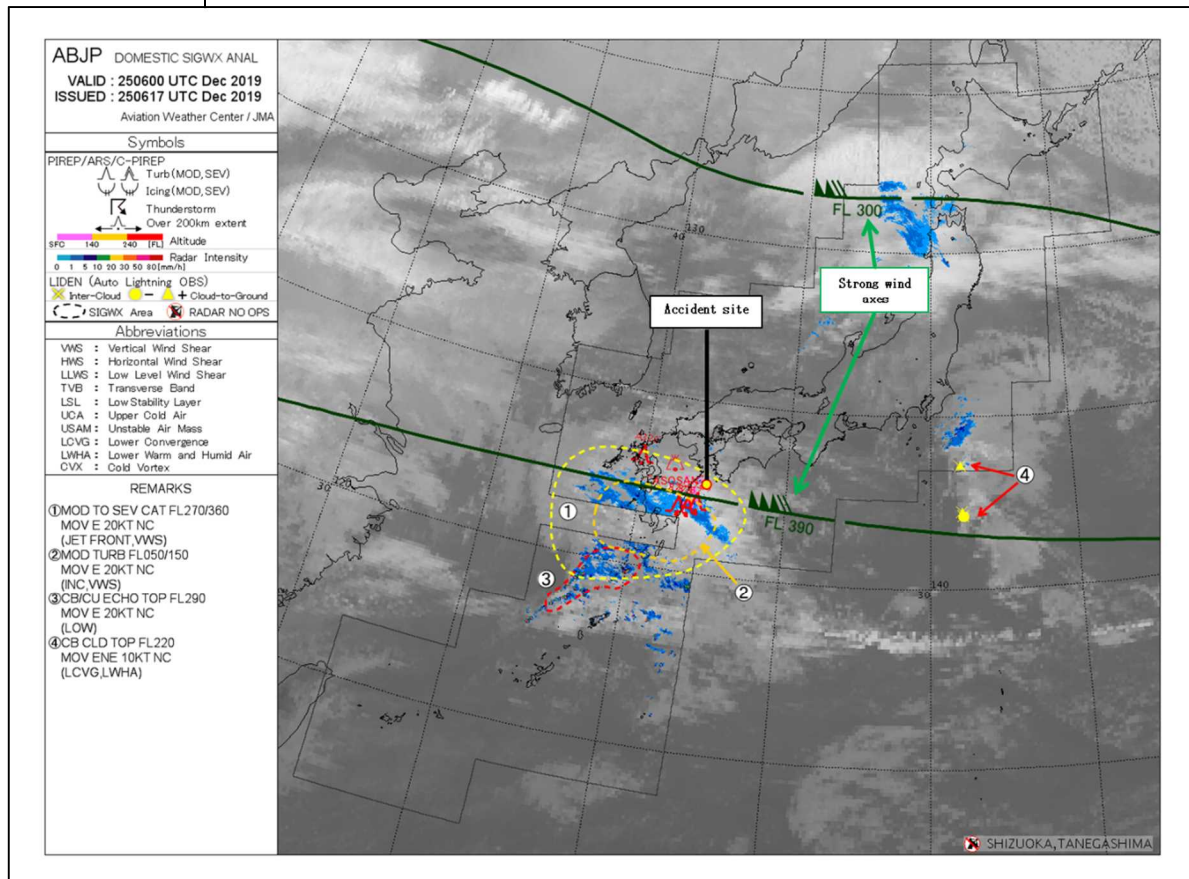 ABJP DOMESTIC SIGWX ANAL
VALID : 250600 UTC Dec 2019
ISSUED : 250617 UTC Dec 2019
Aviation Weather Center / JMA
Symbols
PIREP/ARS/C-PIREP
Turb(MOD,SEV)
Icing(MOD,SEV)
Thunderstorm
Over 200km extent
SFC 140 240 [FL] Altitude
Radar Intensity
0 1 5 10 20 30 50 80[mm/h]
LIDEN (Auto Lightning OBS)
Inter-Cloud - + Cloud-to-Ground
SIGWX Area RADAR NO OPS
Abbreviations
VWS : Vertical Wind Shear
HWS : Horizontal Wind Shear
LLWS : Low Level Wind Shear
TVB : Transverse Band
LSL : Low Stability Layer
UCA : Upper Cold Air
USAM : Unstable Air Mass
LCVG : Lower Convergence
LWHA : Lower Warm and Humid Air
CVX : Cold Vortex
REMARKS
①MOD TO SEV CAT FL270/360
MOV E 20KT NC
(JET FRONT,VWS)
②MOD TURB FL050/150
MOV E 20KT NC
(INC,VWS)
③CB/CU ECHO TOP FL290
MOV E 20KT NC
(LOW)
④CB CLD TOP FL220
MOV ENE 10KT NC
(LCVG,LWHA)
FL 300
130
40
Strong wind
axes
Accident site
④
30
①
FL 390
③
②
140
30
SHIZUOKA,TANEGASHIMA